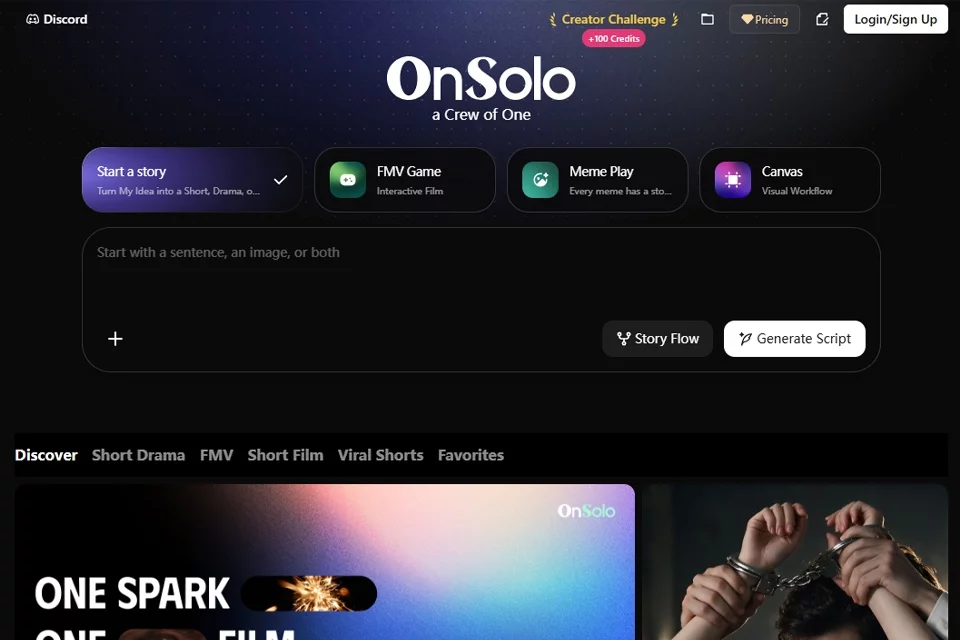 Discord
Creator Challenge
+100 Credits
Pricing
Login/Sign Up
OnSolo
a Crew of One
Start a story
Turn My Idea into a Short, Drama, o...
FMV Game
Interactive Film
Meme Play
Every meme has a sto...
Canvas
Visual Workflow
Start with a sentence, an image, or both
Story Flow
Generate Script
Discover Short Drama FMV Short Film Viral Shorts Favorites
OnSolo
ONE SPARK
ONE FILM